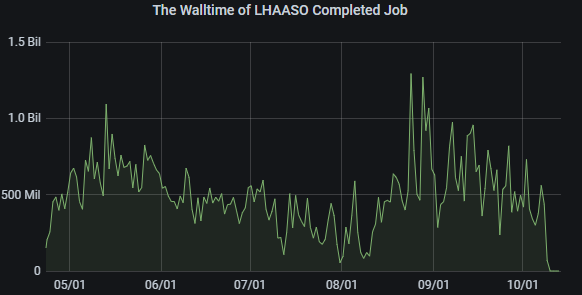 The Walltime of LHAASO Completed Job
1.5 Bil
1.0 Bil
500 Mil
0
05/01 06/01 07/01 08/01 09/01 10/01